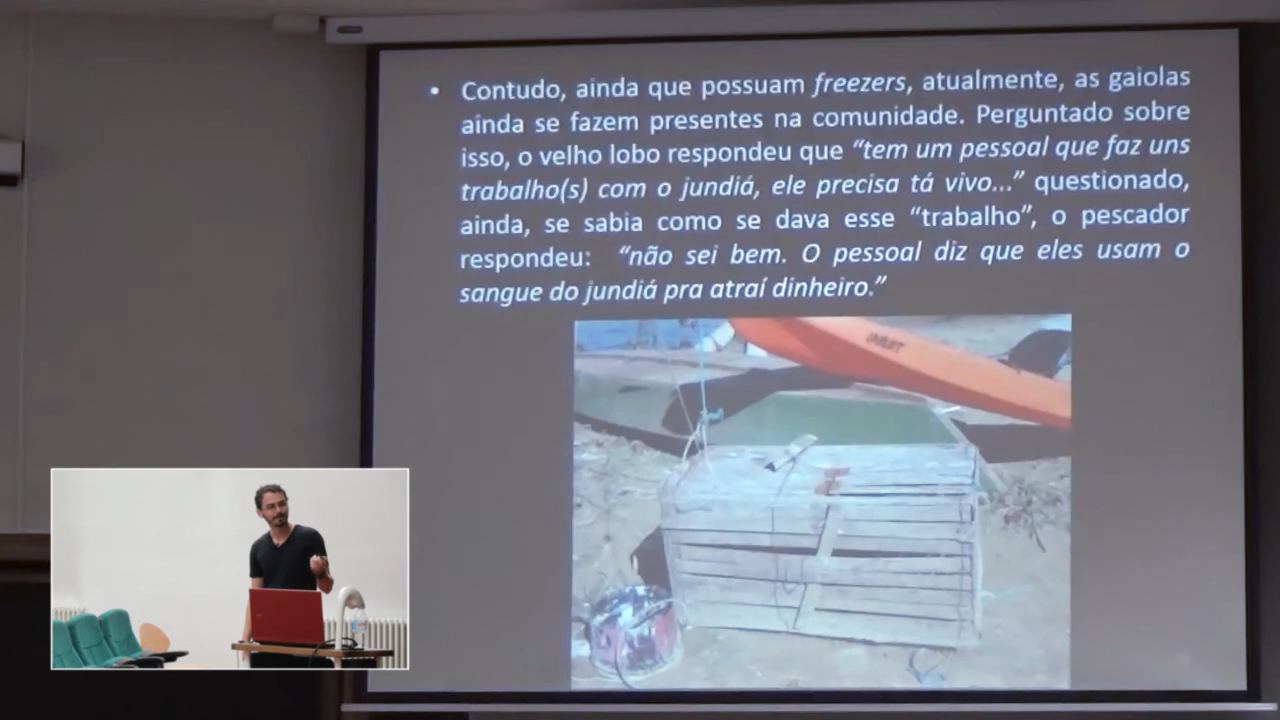 • Contudo, ainda que possuam freezers, atualmente, as gaiolas
ainda se fazem presentes na comunidade. Perguntado sobre
isso, o velho lobo respondeu que “tem um pessoal que faz uns
trabalho(s) com o jundiá, ele precisa tá vivo...” questionado,
ainda, se sabia como se dava esse “trabalho”, o pescador
respondeu: “não sei bem. O pessoal diz que eles usam o
sangue do jundiá pra atraí dinheiro.”